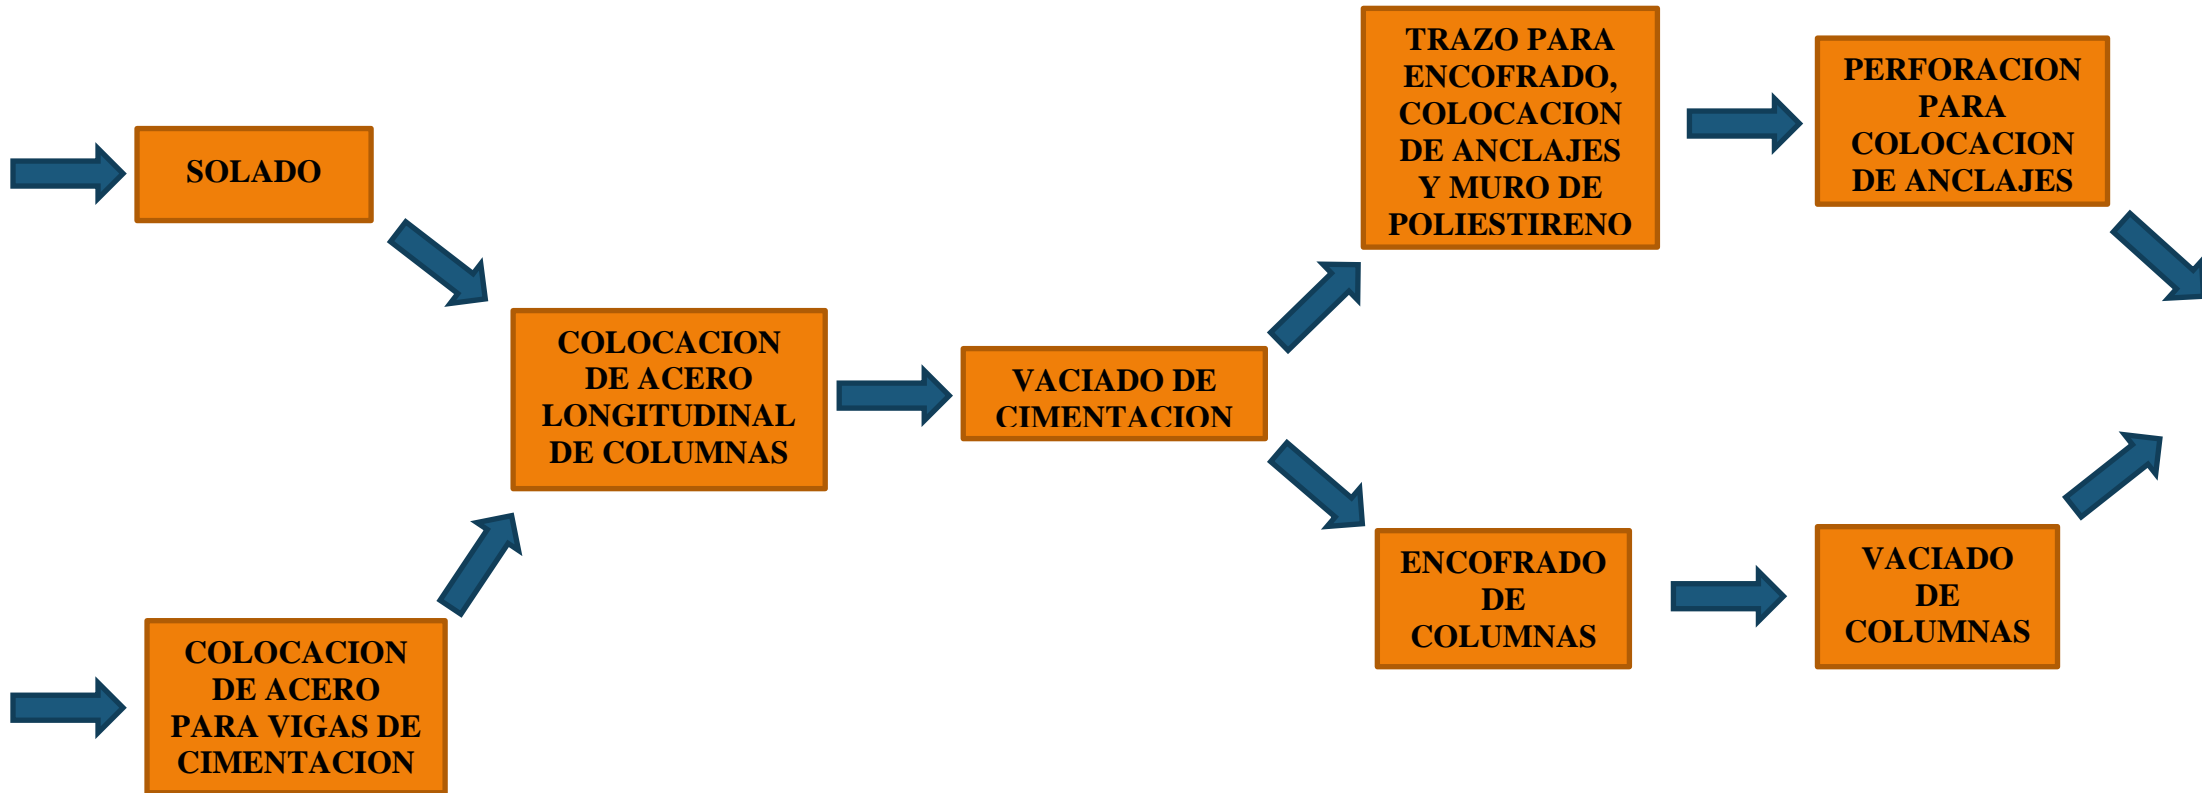 SOLADO
COLOCACION
DE ACERO
PARA VIGAS DE
CIMENTACION
COLOCACION
DE ACERO
LONGITUDINAL
DE COLUMNAS
VACIADO DE
CIMENTACION
TRAZO PARA
ENCOFRADO,
COLOCACION
DE ANCLAJES
Y MURO DE
POLIESTIRENO
PERFORACION
PARA
COLOCACION
DE ANCLAJES
ENCOFRADO
DE
COLUMNAS
VACIADO
DE
COLUMNAS